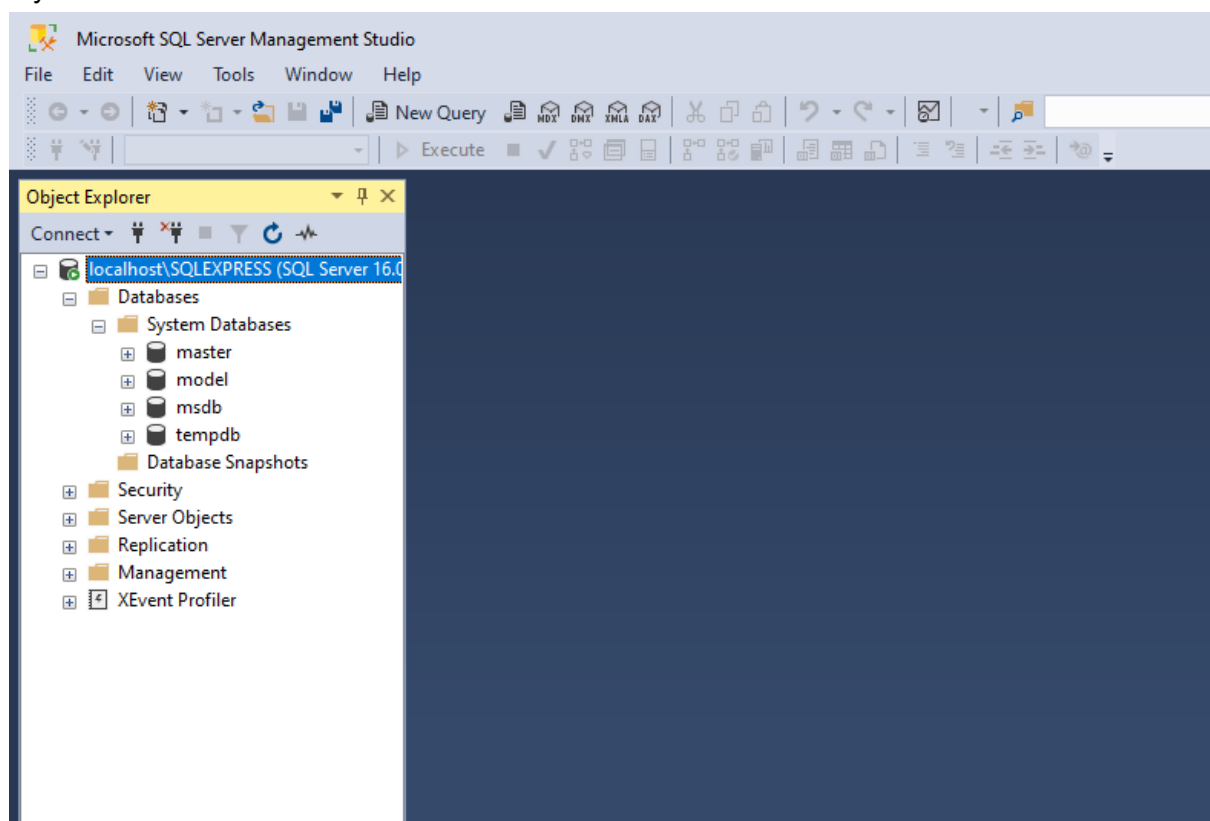 Microsoft SQL Server Management Studio
File Edit View Tools Window Help
New Query MDX DMX XMLA DAX
Execute
Object Explorer
Connect
localhost\SQLEXPRESS (SQL Server 16.0
Databases
System Databases
master
model
msdb
tempdb
Database Snapshots
Security
Server Objects
Replication
Management
XEvent Profiler